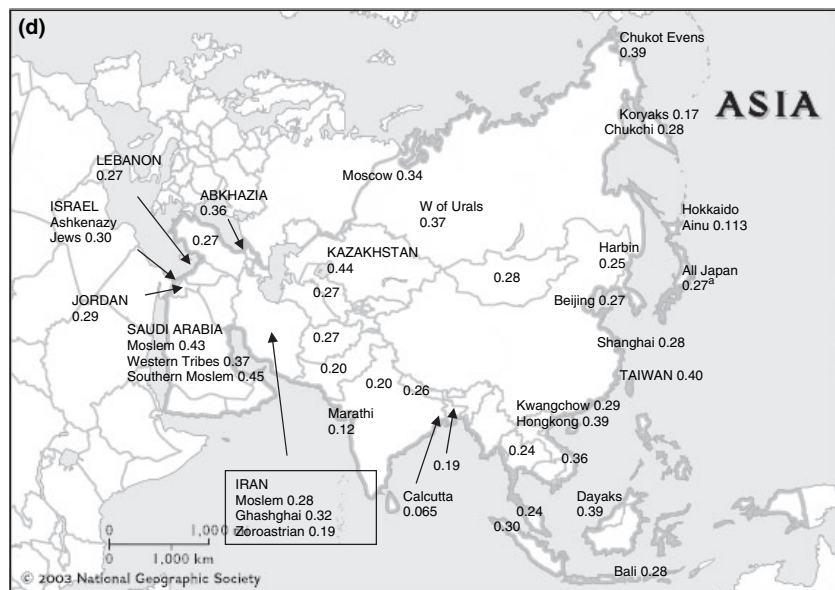 (d)
Chukot Evens
0.39
ASIA
Koryaks 0.17
Chukchi 0.28
LEBANON
0.27
Moscow 0.34
ABKHAZIA
0.36
W of Urals
0.37
ISRAEL
Ashkenazy
Jews 0.30
Hokkaido
Ainu 0.113
0.27
KAZAKHSTAN
0.44
Harbin
0.25
0.28
All Japan
0.27a
JORDAN
0.29
0.27
Beijing 0.27
SAUDI ARABIA
Moslem 0.43
Western Tribes 0.37
Southern Moslem 0.45
0.27
Shanghai 0.28
0.20
TAIWAN 0.40
0.20
0.26
Marathi
0.12
Kwangchow 0.29
Hongkong 0.39
0.24
0.36
0.19
IRAN
Moslem 0.28
Ghashghai 0.32
Zoroastrian 0.19
Calcutta
0.065
0.24
0.30
Dayaks
0.39
0 1,000 mi
0 1,000 km
Bali 0.28
© 2003 National Geographic Society